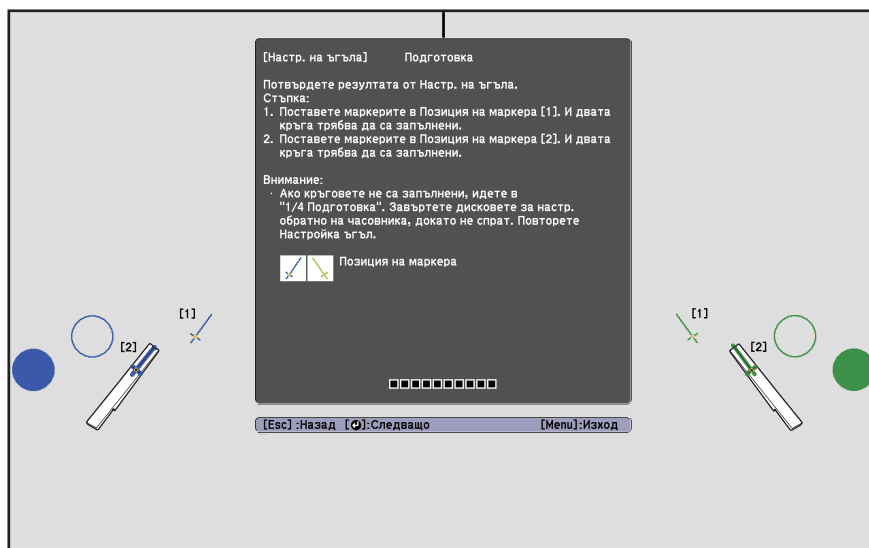 [Настр. на ъгъла] Подготовка
Потвърдете резултата от Настр. на ъгъла.
Стъпка:
1. Поставете маркерите в Позиция на маркера [1]. И двата
кръга трябва да са запълнени.
2. Поставете маркерите в Позиция на маркера [2]. И двата
кръга трябва да са запълнени.
Внимание:
· Ако кръговете не са запълнени, идете в
"1/4 Подготовка". Завъртете дисковете за настр.
обратно на часовника, докато не спрат. Повторете
Настройка ъгъл.
Позиция на маркера
[1]
[2]
[1]
[2]
[Esc] :Назад [↵]:Следващо [Menu]:Изход